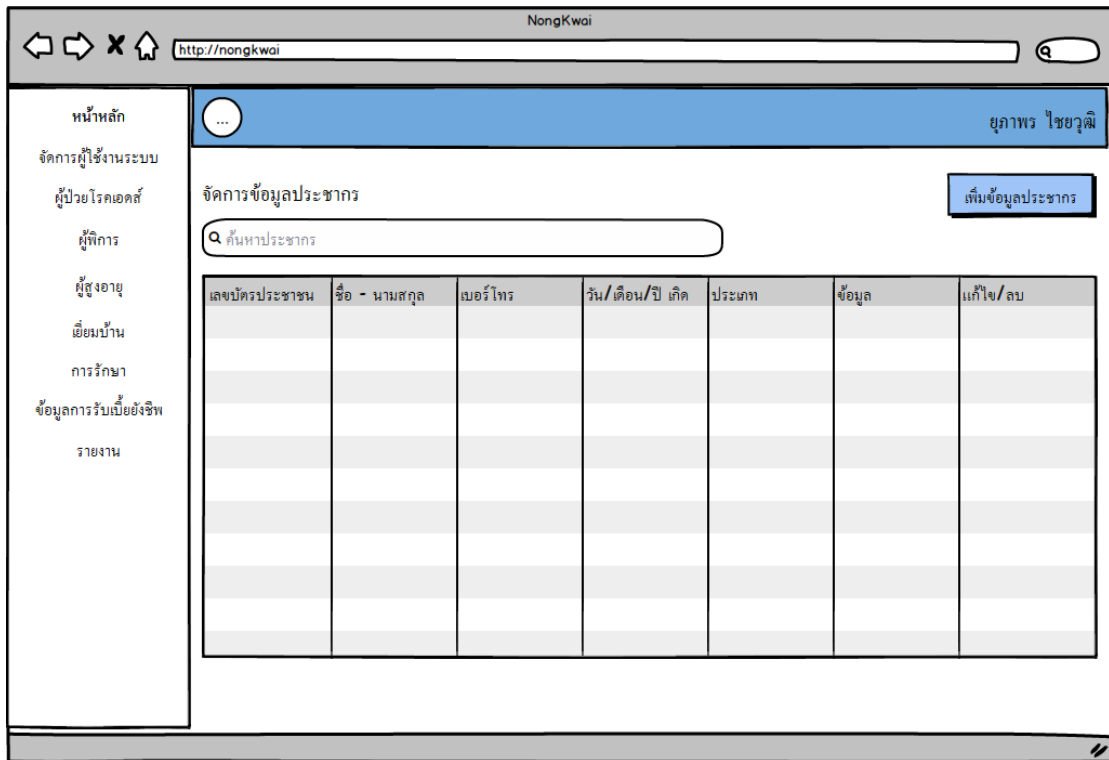 NongKwai
http://nongkwai
หน้าหลัก
จัดการผู้ใช้งานระบบ
ผู้ป่วยโรคเอดส์
ผู้พิการ
ผู้สูงอายุ
เยี่ยมบ้าน
การรักษา
ข้อมูลการรับเบี้ยยังชีพ
รายงาน
...
ยุภาพร ไชยวุฒิ
จัดการข้อมูลประชากร
เพิ่มข้อมูลประชากร
ค้นหาประชากร
เลขบัตรประชาชน ชื่อ - นามสกุล เบอร์โทร วัน/เดือน/ปี เกิด ประเภท ข้อมูล แก้ไข/ลบ